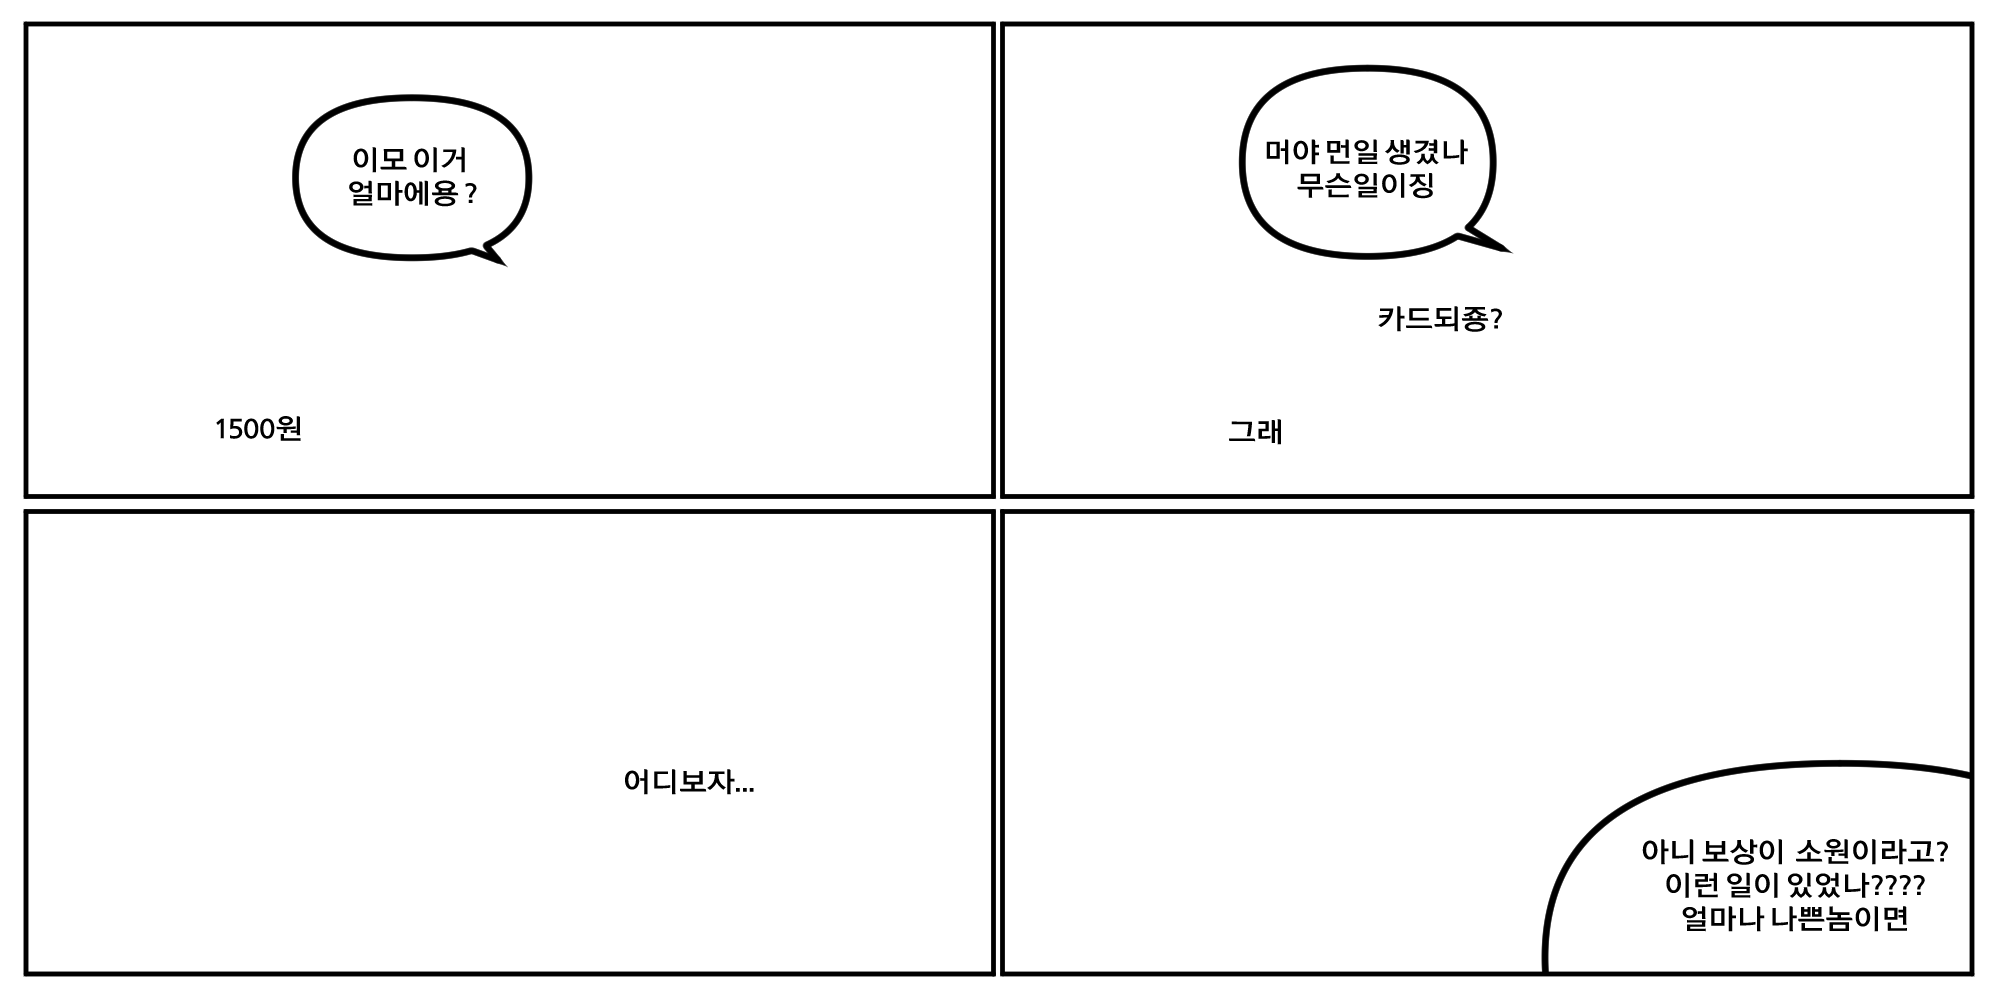 이모 이거
얼마에용 ?
1500원
머야 먼일 생겼나
무슨일이징
카드되죵?
그래
어디보자...
아니 보상이 소원이라고?
이런 일이 있었나????
얼마나 나쁜놈이면